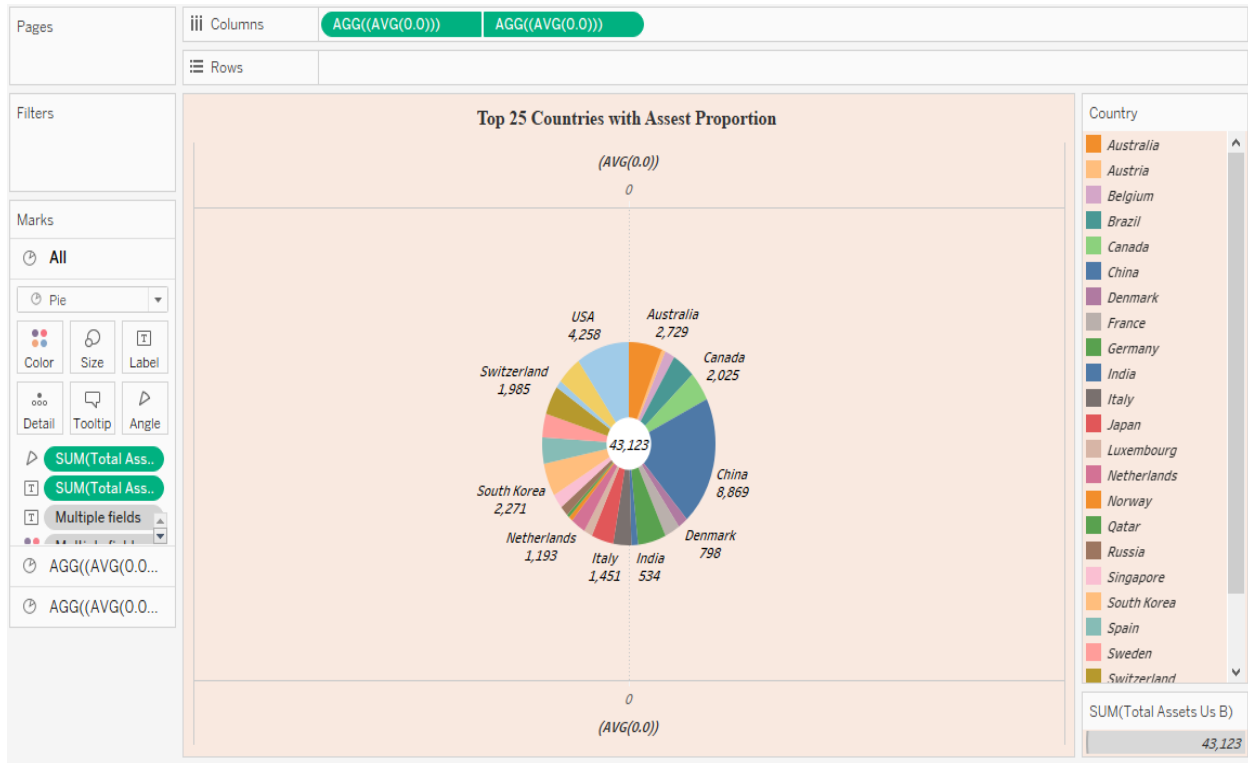 Pages
Columns
AGG((AVG(0.0)))
AGG((AVG(0.0)))
Rows
Filters
Marks
All
Pie
Color
Size
T
Label
Detail
Tooltip
Angle
SUM(Total Ass..
T
SUM(Total Ass..
T
Multiple fields
AGG((AVG(0.0...
AGG((AVG(0.0...
Top 25 Countries with Assest Proportion
(AVG(0.0))
0
USA
4,258
Australia
2,729
Canada
2,025
Switzerland
1,985
43,123
China
8,869
South Korea
2,271
Denmark
798
Netherlands
1,193
Italy
1,451
India
534
0
(AVG(0.0))
Country
Australia
Austria
Belgium
Brazil
Canada
China
Denmark
France
Germany
India
Italy
Japan
Luxembourg
Netherlands
Norway
Qatar
Russia
Singapore
South Korea
Spain
Sweden
Switzerland
SUM(Total Assets Us B)
43,123